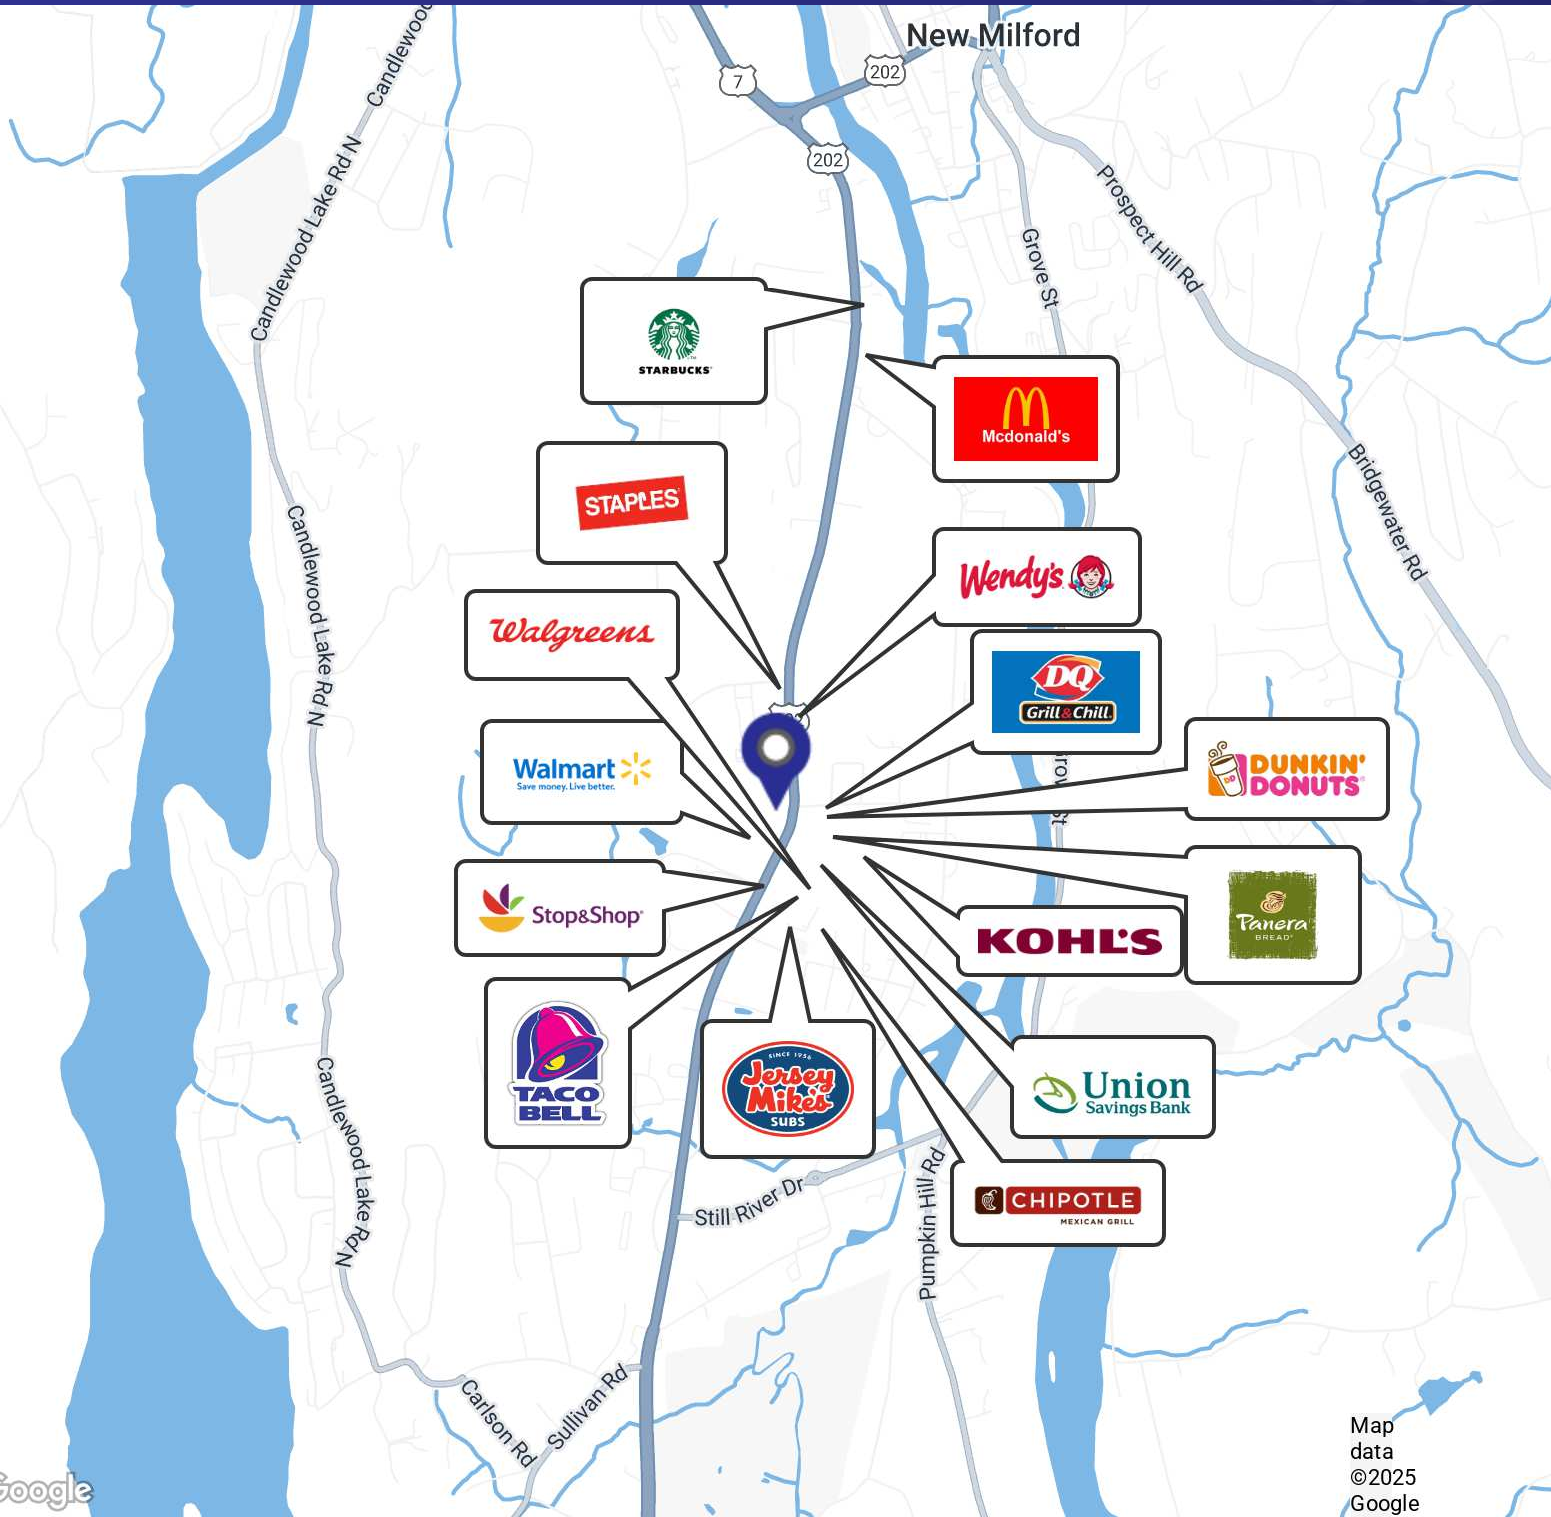 New Milford
7
202
202
Candlewood
Candlewood Lake Rd N
Prospect Hill Rd
Grove St
STARBUCKS
Mcdonald's
STAPLES
Bridgewater Rd
Candlewood Lake Rd N
Wendy's
Walgreens
DQ
Grill & Chill
Walmart
Save money. Live better.
DUNKIN'
DD
DONUTS
St
Stop&Shop
KOHL'S
Panera
BREAD
TACO
BELL
SINCE 1956
Jersey
Mike's
SUBS
Union
Savings Bank
Candlewood Lake Rd N
CHIPOTLE
MEXICAN GRILL
Still River Dr
Pumpkin Hill Rd
Carlson Rd
Sullivan Rd
Map
data
©2025
Google
Google